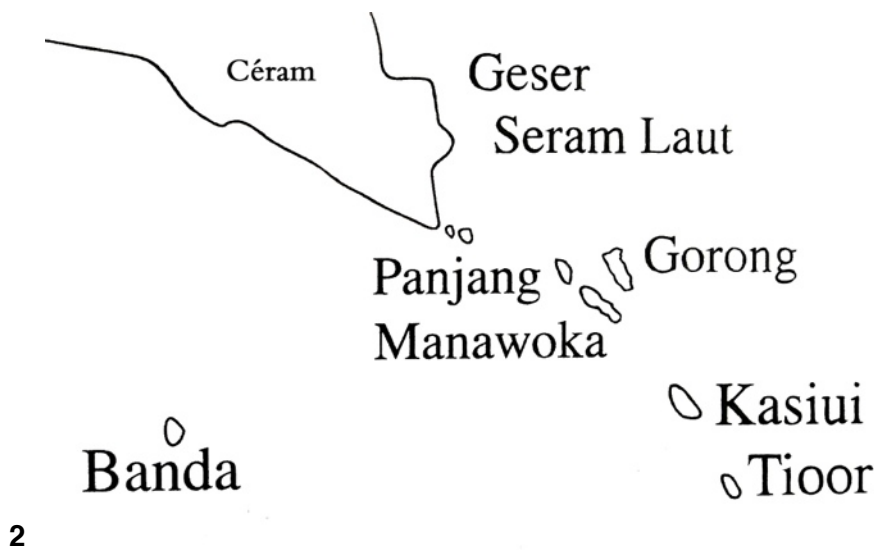 Céram
Geser
Seram Laut
Gorong
Panjang
Manawoka
Kasiui
Banda
Tioor
2